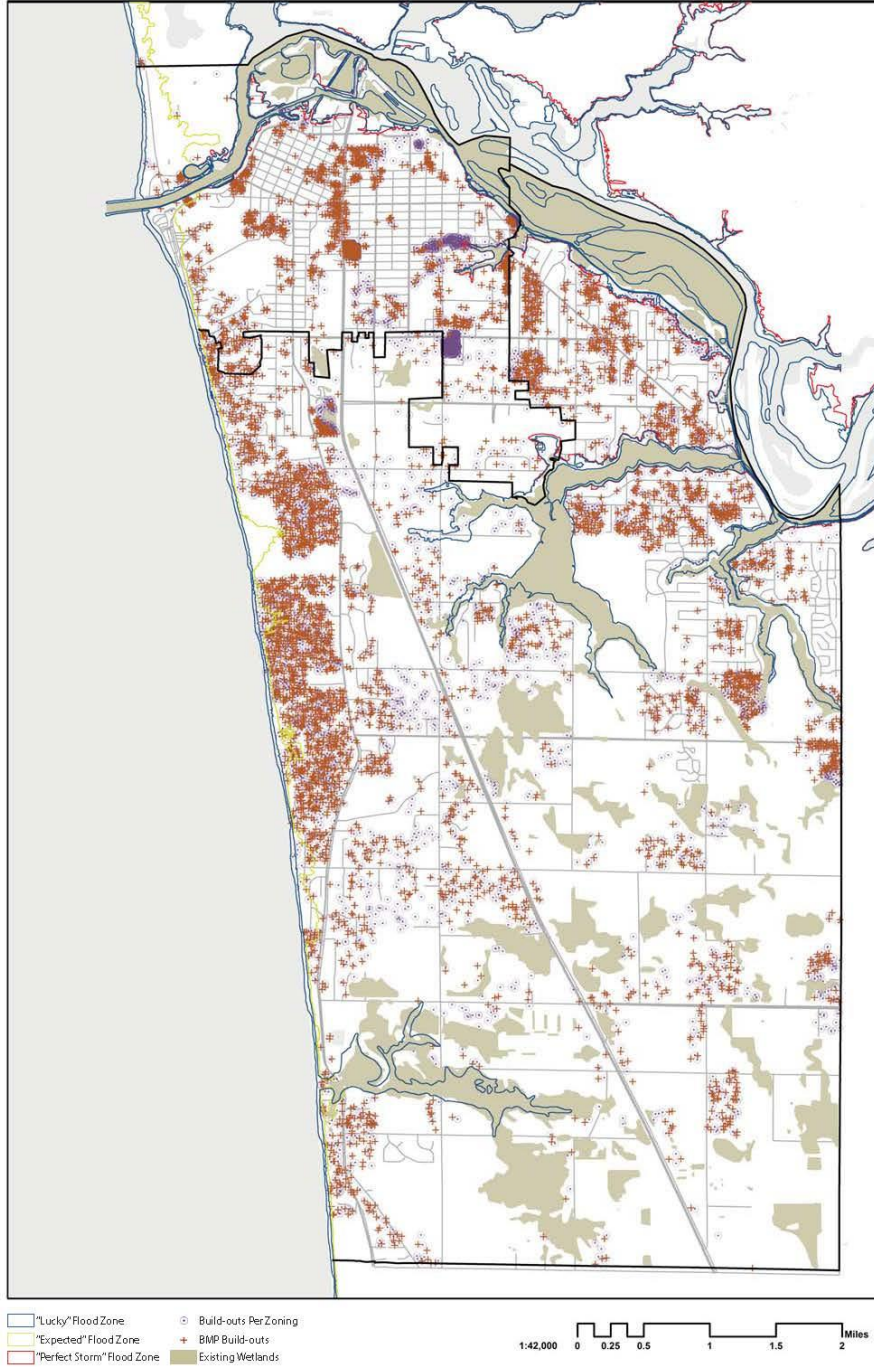 "Lucky" Flood Zone
"Expected" Flood Zone
"Perfect Storm" Flood Zone
Build-outs Per Zoning
BMP Build-outs
Existing Wetlands
1:42,000
0 0.25 0.5 1 1.5 2
Miles